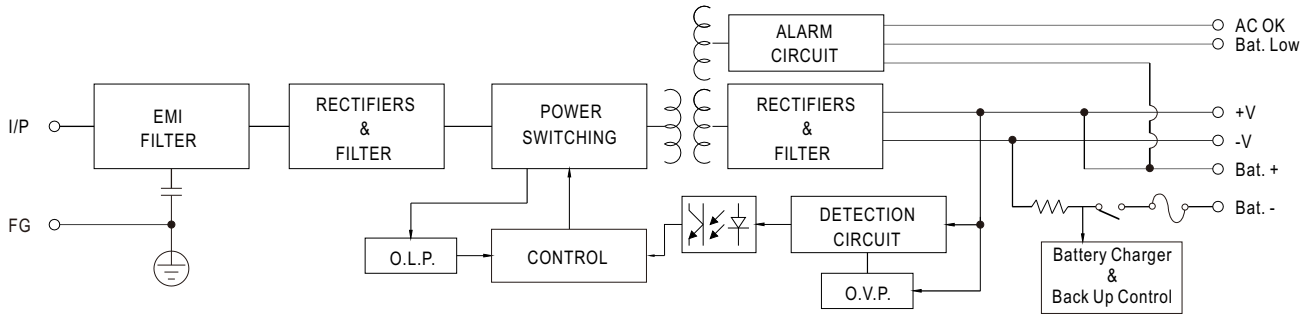 I/P
FG
EMI
FILTER
RECTIFIERS
&
FILTER
POWER
SWITCHING
O.L.P.
CONTROL
ALARM
CIRCUIT
RECTIFIERS
&
FILTER
DETECTION
CIRCUIT
O.V.P.
AC OK
Bat. Low
+V
-V
Bat. +
Bat. -
Battery Charger
&
Back Up Control